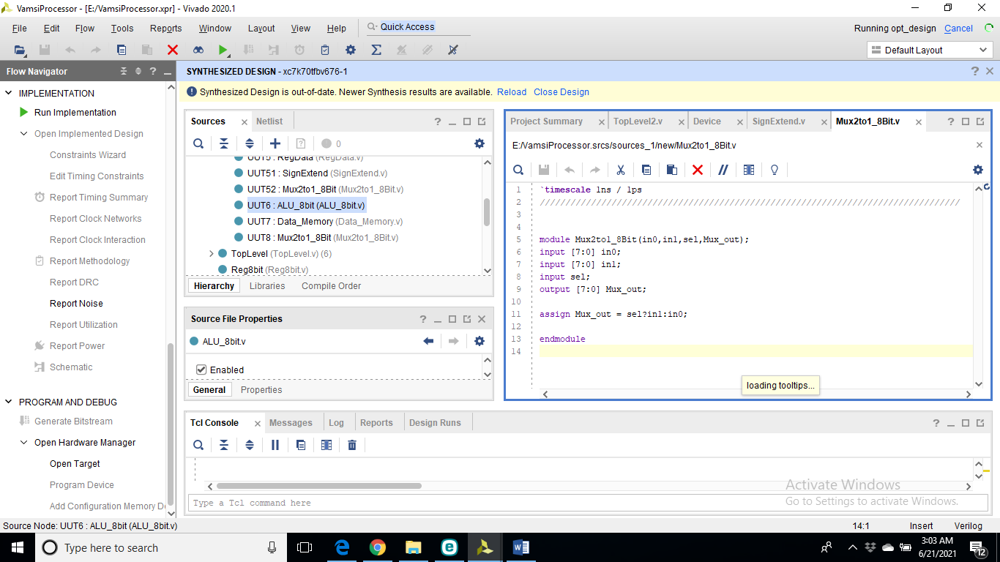 VamsiProcessor - [E:/VamsiProcessor.xpr] - Vivado 2020.1
File Edit Flow Tools Reports Window Layout View Help Quick Access Running opt_design Cancel
Default Layout
Flow Navigator
SYNTHESIZED DESIGN - xc7k70tfbv676-1
Synthesized Design is out-of-date. Newer Synthesis results are available. Reload Close Design
IMPLEMENTATION
Run Implementation
Open Implemented Design
Constraints Wizard
Edit Timing Constraints
Report Timing Summary
Report Clock Networks
Report Clock Interaction
Report Methodology
Report DRC
Report Noise
Report Utilization
Report Power
Schematic
PROGRAM AND DEBUG
Generate Bitstream
Open Hardware Manager
Open Target
Program Device
Add Configuration Memory D
Sources Netlist
0
UUT5 : RegData (RegData.v)
UUT51 : SignExtend (SignExtend.v)
UUT52 : Mux2to1_8Bit (Mux2to1_8Bit.v)
UUT6 : ALU_8bit (ALU_8bit.v)
UUT7 : Data_Memory (Data_Memory.v)
UUT8 : Mux2to1_8Bit (Mux2to1_8Bit.v)
TopLevel (TopLevel.v) (6)
Reg8bit (Reg8bit.v)
Hierarchy Libraries Compile Order
Source File Properties
ALU_8bit.v
Enabled
General Properties
Project Summary TopLevel2.v Device SignExtend.v Mux2to1_8Bit.v
E:/VamsiProcessor.srcs/sources_1/new/Mux2to1_8Bit.v
1 `timescale 1ns / 1ps
2 //////////////////////////////////////////////////////////////////////////////////
3
4
5 module Mux2to1_8Bit(in0,in1,sel,Mux_out);
6 input [7:0] in0;
7 input [7:0] in1;
8 input sel;
9 output [7:0] Mux_out;
10
11 assign Mux_out = sel?in1:in0;
12
13 endmodule
14
loading tooltips...
Tcl Console Messages Log Reports Design Runs
Type a Tcl command here
Activate Windows
Go to Settings to activate Windows.
Source Node: UUT6 : ALU_8bit (ALU_8bit.v) 14:1 Insert Verilog
Type here to search
3:03 AM
6/21/2021
12